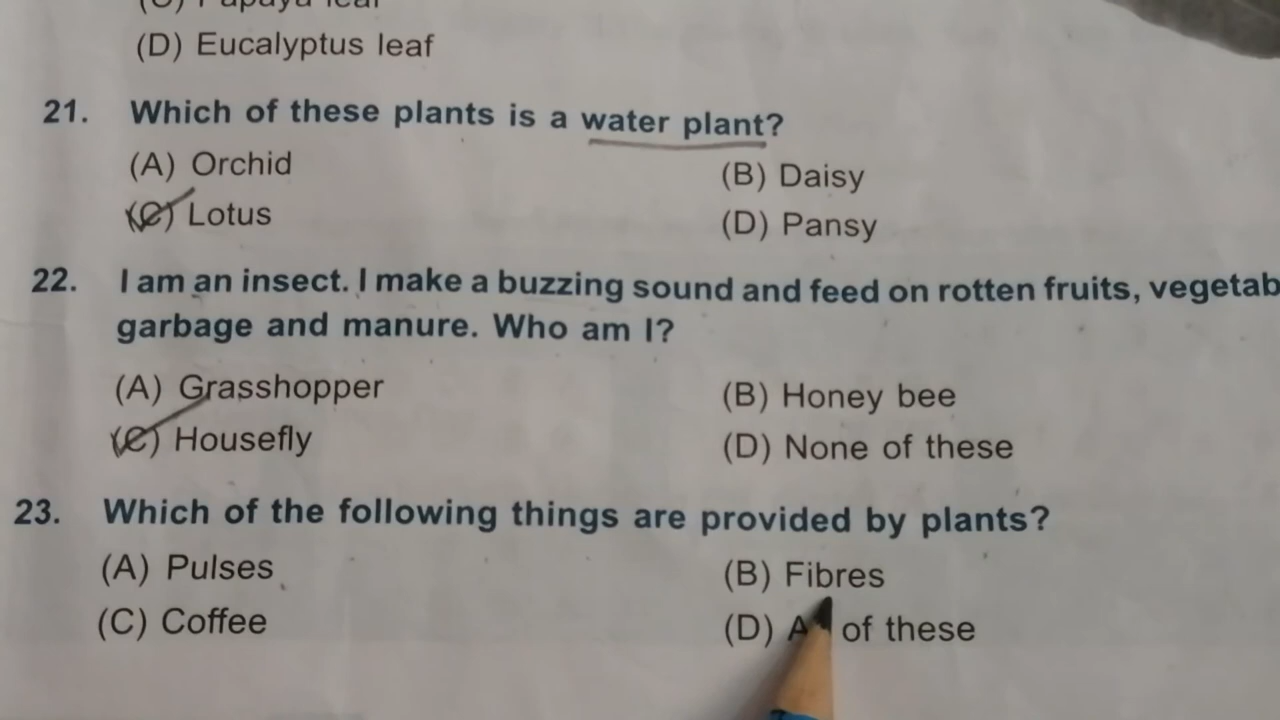 (D) Eucalyptus leaf
21. Which of these plants is a water plant?
(A) Orchid (B) Daisy
(C) Lotus (D) Pansy
22. I am an insect. I make a buzzing sound and feed on rotten fruits,
garbage and manure. Who am I?
(A) Grasshopper (B) Honey bee
(C) Housefly (D) None of these
23. Which of the following things are provided by plants?
(A) Pulses (B) Fibres
(C) Coffee (D) of these